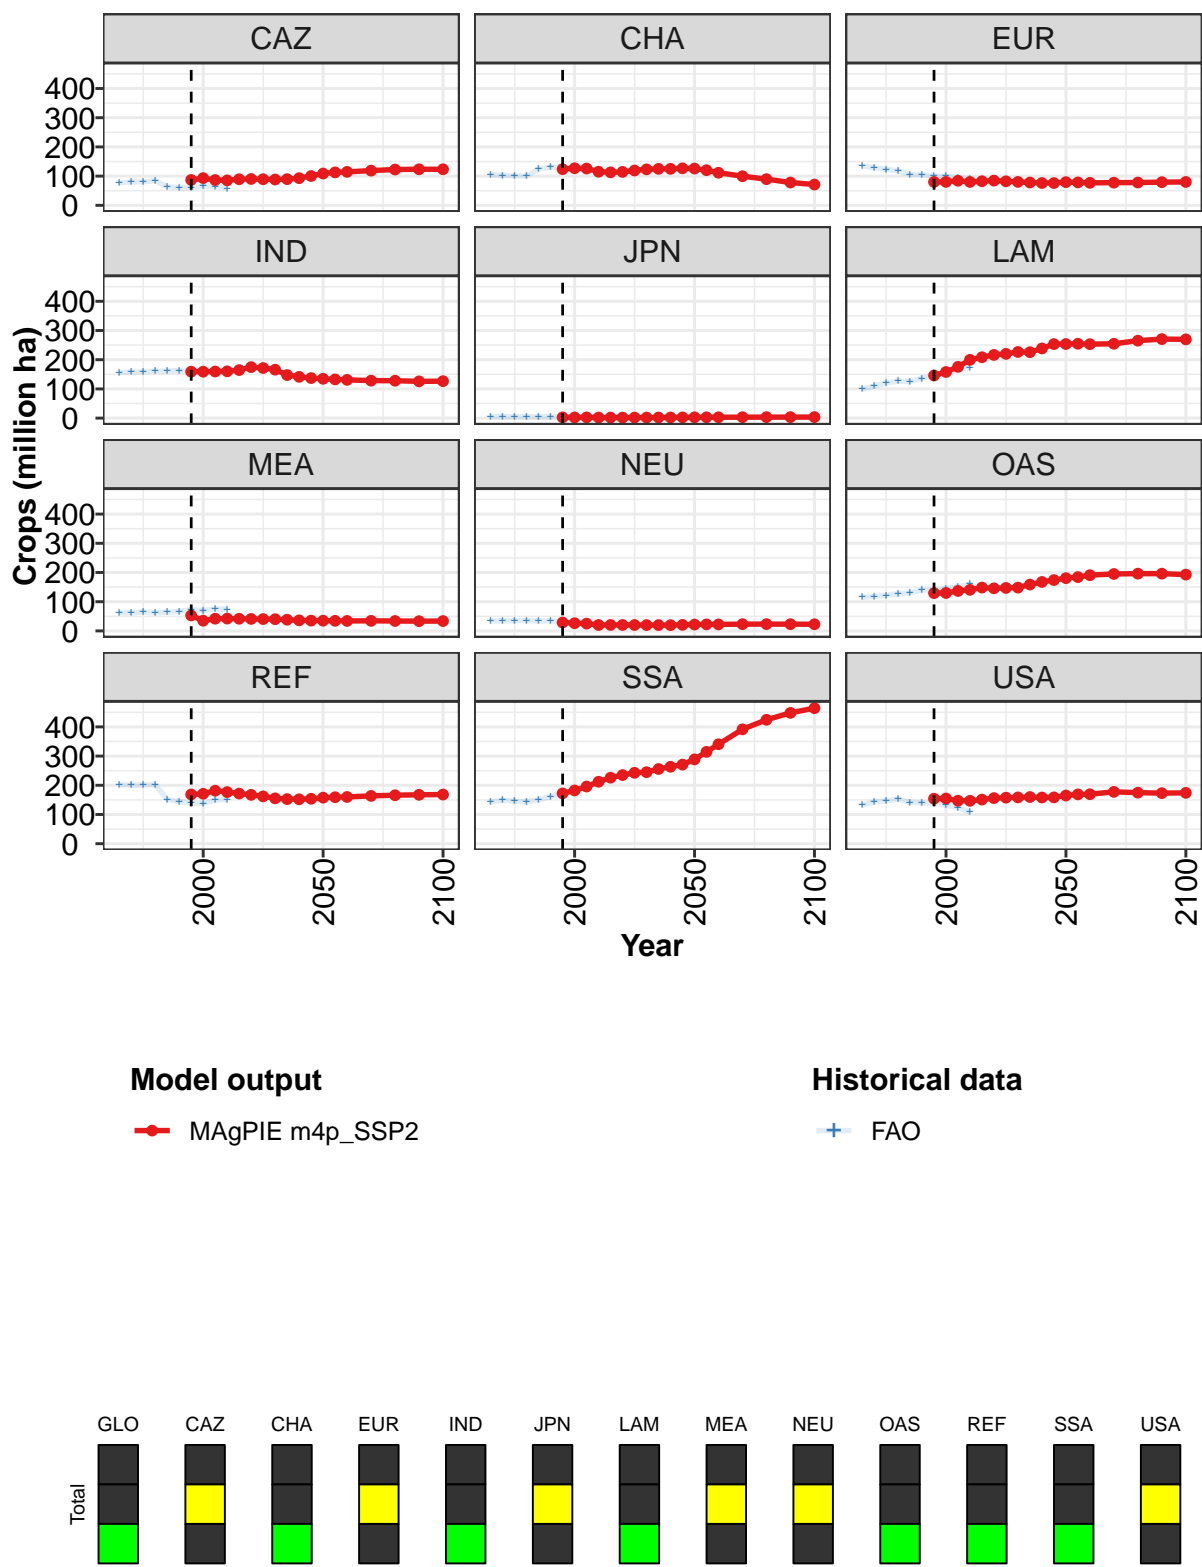 CAZ CHA EUR
400
300
200
100
0
IND JPN LAM
400
300
200
100
0
MEA NEU OAS
400
300
200
100
0
REF SSA USA
400
300
200
100
0
Crops (million ha)
2000 2050 2100 2000 2050 2100 2000 2050 2100
Year
Model output Historical data
MAgPIE m4p_SSP2 FAO
GLO CAZ CHA EUR IND JPN LAM MEA NEU OAS REF SSA USA
Total